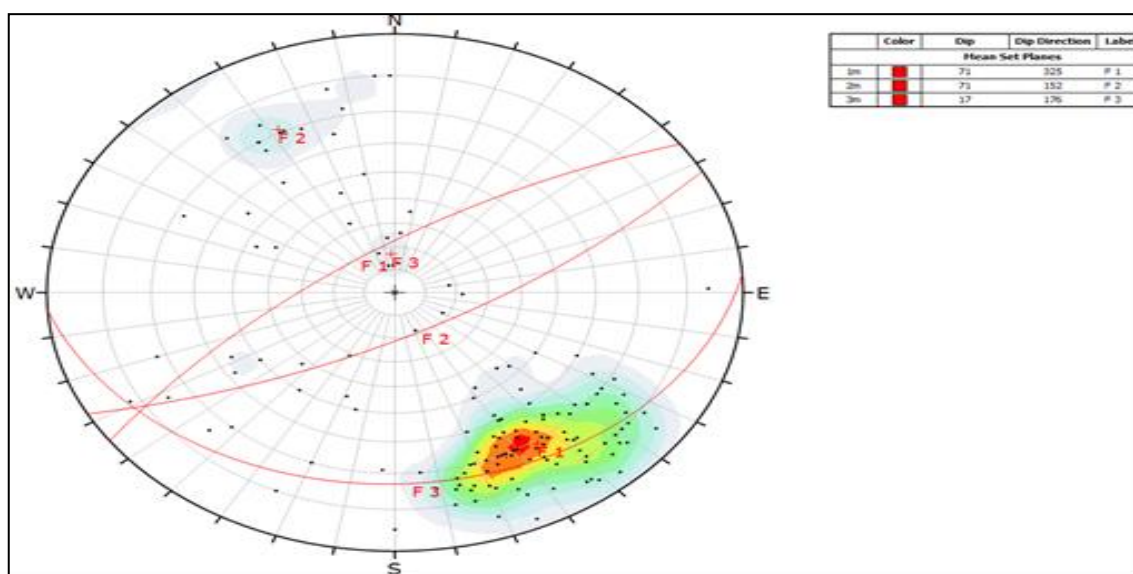 N
Color Dip Dip Direction Label
Mean Set Planes
1m 71 325 F 1
2m 71 152 F 2
3m 17 176 F 3
F 2
F 1 F 3
W E
F 2
F 1
F 3
S